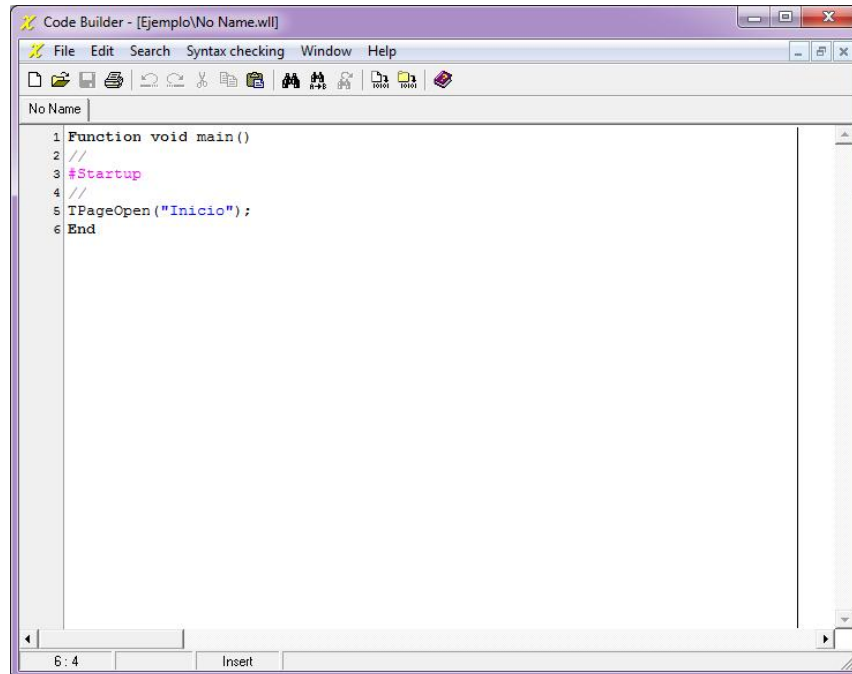 Code Builder - [Ejemplo\No Name.wll]
File Edit Search Syntax checking Window Help
No Name
1 Function void main()
2 //
3 #Startup
4 //
5 TPageOpen("Inicio");
6 End
6 : 4 Insert